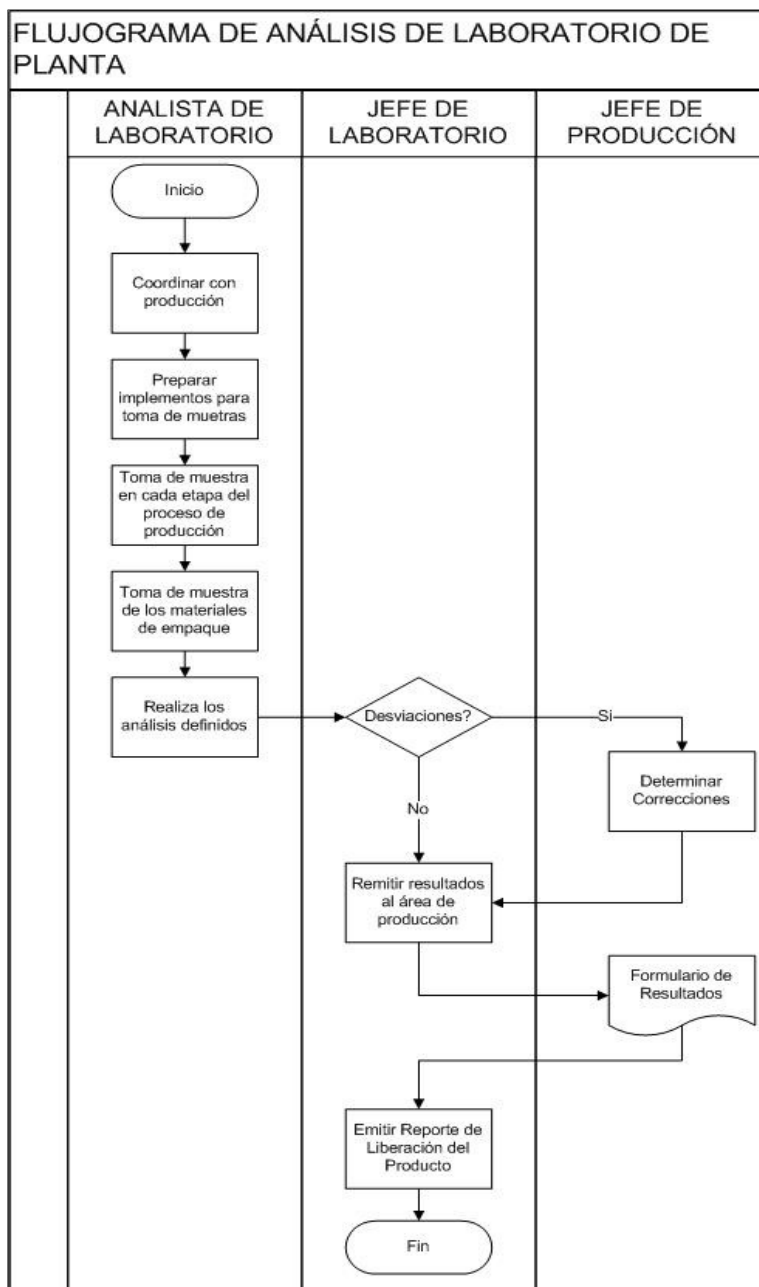 FLUJOGRAMA DE ANÁLISIS DE LABORATORIO DE
PLANTA
ANALISTA DE
LABORATORIO
JEFE DE
LABORATORIO
JEFE DE
PRODUCCIÓN
Inicio
Coordinar con
producción
Preparar
implementos para
toma de muetras
Toma de muestra
en cada etapa del
proceso de
producción
Toma de muestra
de los materiales
de empaque
Realiza los
análisis definidos
Desviaciones?
Si
Determinar
Correcciones
No
Remitir resultados
al área de
producción
Formulario de
Resultados
Emitir Reporte de
Liberación del
Producto
Fin